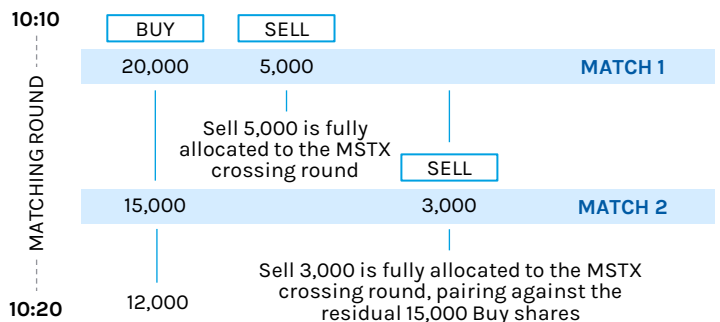 10:10
BUY
SELL
20,000
5,000
MATCH 1
MATCHING ROUND
Sell 5,000 is fully
allocated to the MSTX
crossing round
SELL
15,000
3,000
MATCH 2
Sell 3,000 is fully allocated to the MSTX
crossing round, pairing against the
residual 15,000 Buy shares
10:20
12,000